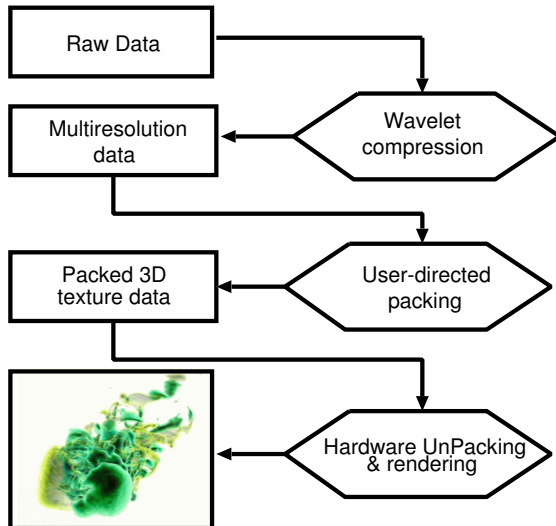 Raw Data
Wavelet
compression
Multiresolution
data
User-directed
packing
Packed 3D
texture data
Hardware UnPacking
& rendering